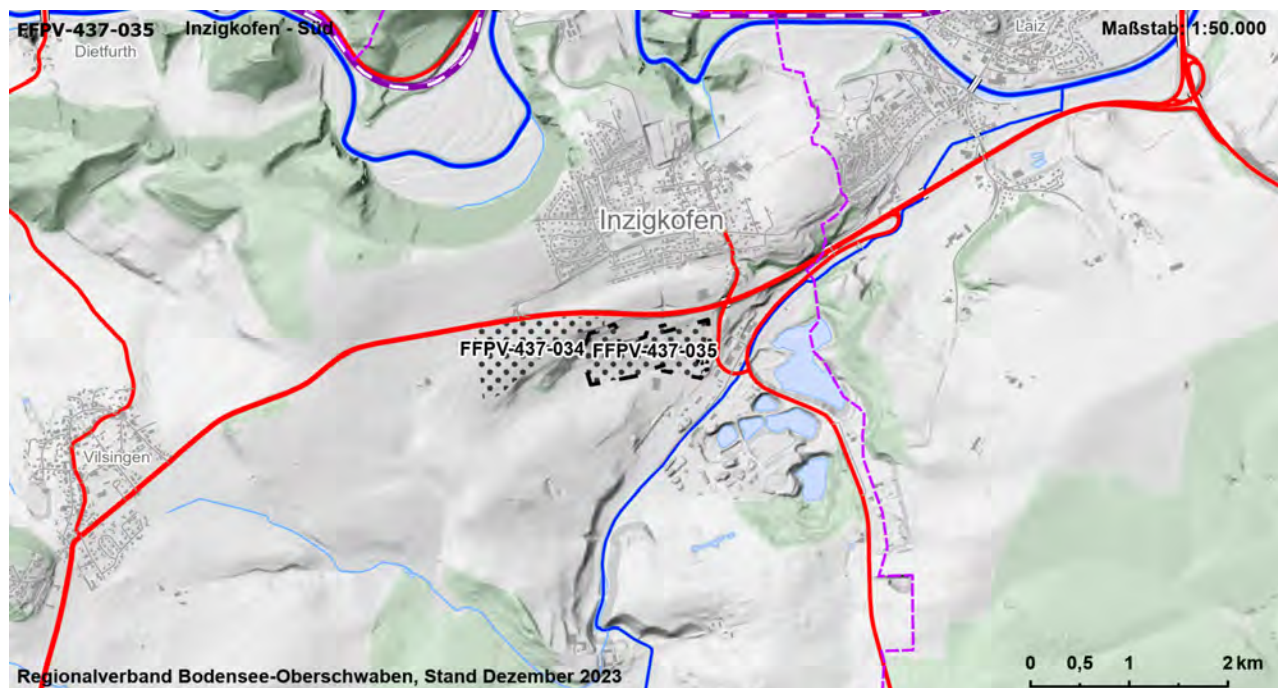 FFPV-437-035 Inzigkofen - Süd
Maßstab: 1:50.000
Dietfurth
Laiz
Inzigkofen
FFPV-437-034
FFPV-437-035
Vilsingen
0 0,5 1 2 km
Regionalverband Bodensee-Oberschwaben, Stand Dezember 2023